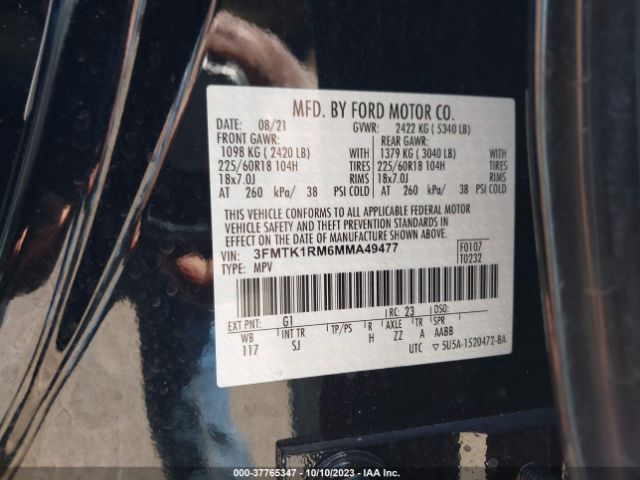 MFD. BY FORD MOTOR CO.
DATE: 08/21 GVWR: 2422 KG ( 5340 LB)
FRONT GAWR: REAR GAWR:
1098 KG ( 2420 LB) WITH 1379 KG ( 3040 LB) WITH
225/60R18 104H TIRES 225/60R18 104H TIRES
18x7.0J RIMS 18x7.0J RIMS
AT 260 kPa/ 38 PSI COLD AT 260 kPa/ 38 PSI COLD
THIS VEHICLE CONFORMS TO ALL APPLICABLE FEDERAL MOTOR
VEHICLE SAFETY AND THEFT PREVENTION STANDARDS IN
EFFECT ON THE DATE OF MANUFACTURE SHOWN ABOVE.
VIN: 3FMTK1RM6MMA49477 F0107
TYPE: MPV T0232
EXT PNT: G1 RC: 23 DSO:
WB INT TR TP/PS R AXLE TR SPR
117 SJ H ZZ A AABB
UTC ▽ 5U5A-1520472-BA
000-37765347 - 10/10/2023 - IAA Inc.